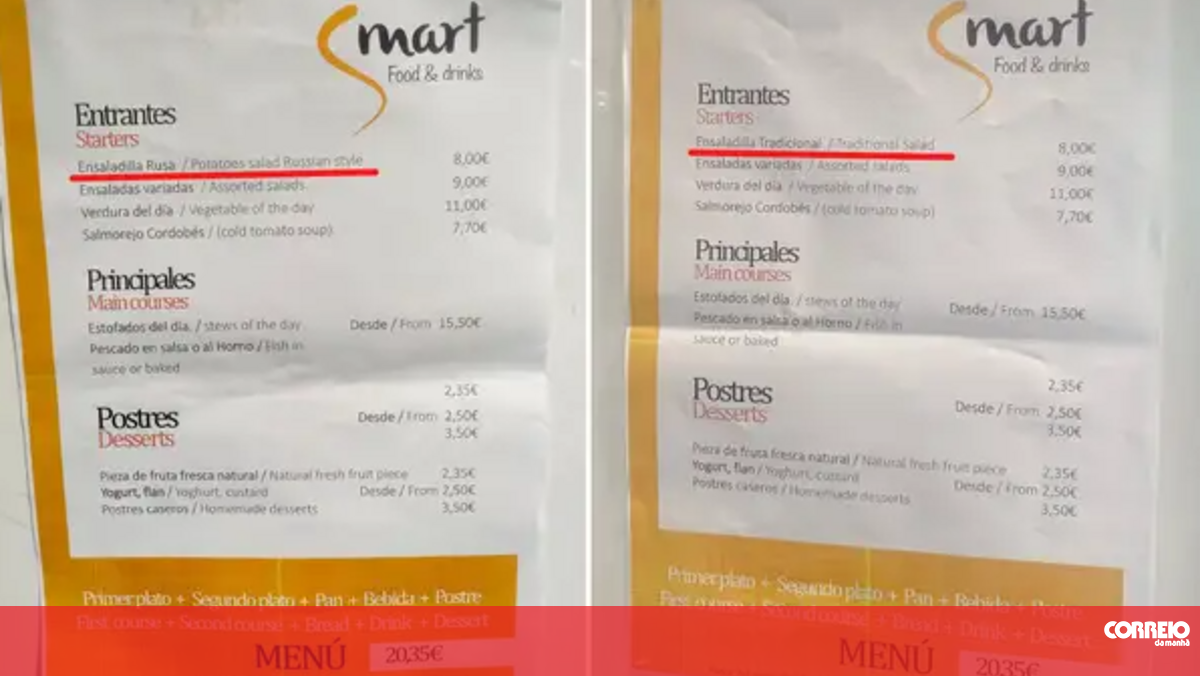 Smart
Food & drinks
Entrantes
Starters
Ensaladilla Rusa / Potatoes salad Russian style 8,00€
Ensaladas variadas / Assorted salads 9,00€
Verdura del día / Vegetable of the day 11,00€
Salmorejo Cordobés / (cold tomato soup) 7,70€
Principales
Main courses
Estofados del día / stews of the day Desde / From 15,50€
Pescado en salsa o al Horno / Fish in
sauce or baked
2,35€
Postres Desde / From 2,50€
Desserts 3,50€
Pieza de fruta fresca natural / Natural fresh fruit piece 2,35€
Yogurt, flan / Yoghurt, custard Desde / From 2,50€
Postres caseros / Homemade desserts 3,50€
Primer plato + Segundo plato + Pan + Bebida + Postre
First course + Second course + Bread + Drink + Dessert
MENÚ 20,35€
Smart
Food & drinks
Entrantes
Starters
Ensaladilla Tradicional / Traditional Salad 8,00€
Ensaladas variadas / Assorted salads 9,00€
Verdura del día / Vegetable of the day 11,00€
Salmorejo Cordobés / (cold tomato soup) 7,70€
Principales
Main courses
Estofados del día / stews of the day Desde / From 15,50€
Pescado en salsa o al Horno / Fish in
sauce or baked
2,35€
Postres Desde / From 2,50€
Desserts 3,50€
Pieza de fruta fresca natural / Natural fresh fruit piece 2,35€
Yogurt, flan / Yoghurt, custard Desde / From 2,50€
Postres caseros / Homemade desserts 3,50€
Primer plato + Segundo plato + Pan + Bebida + Postre
First course + Second course + Bread + Drink + Dessert
MENÚ 20,35€
CORREIO
da manhã